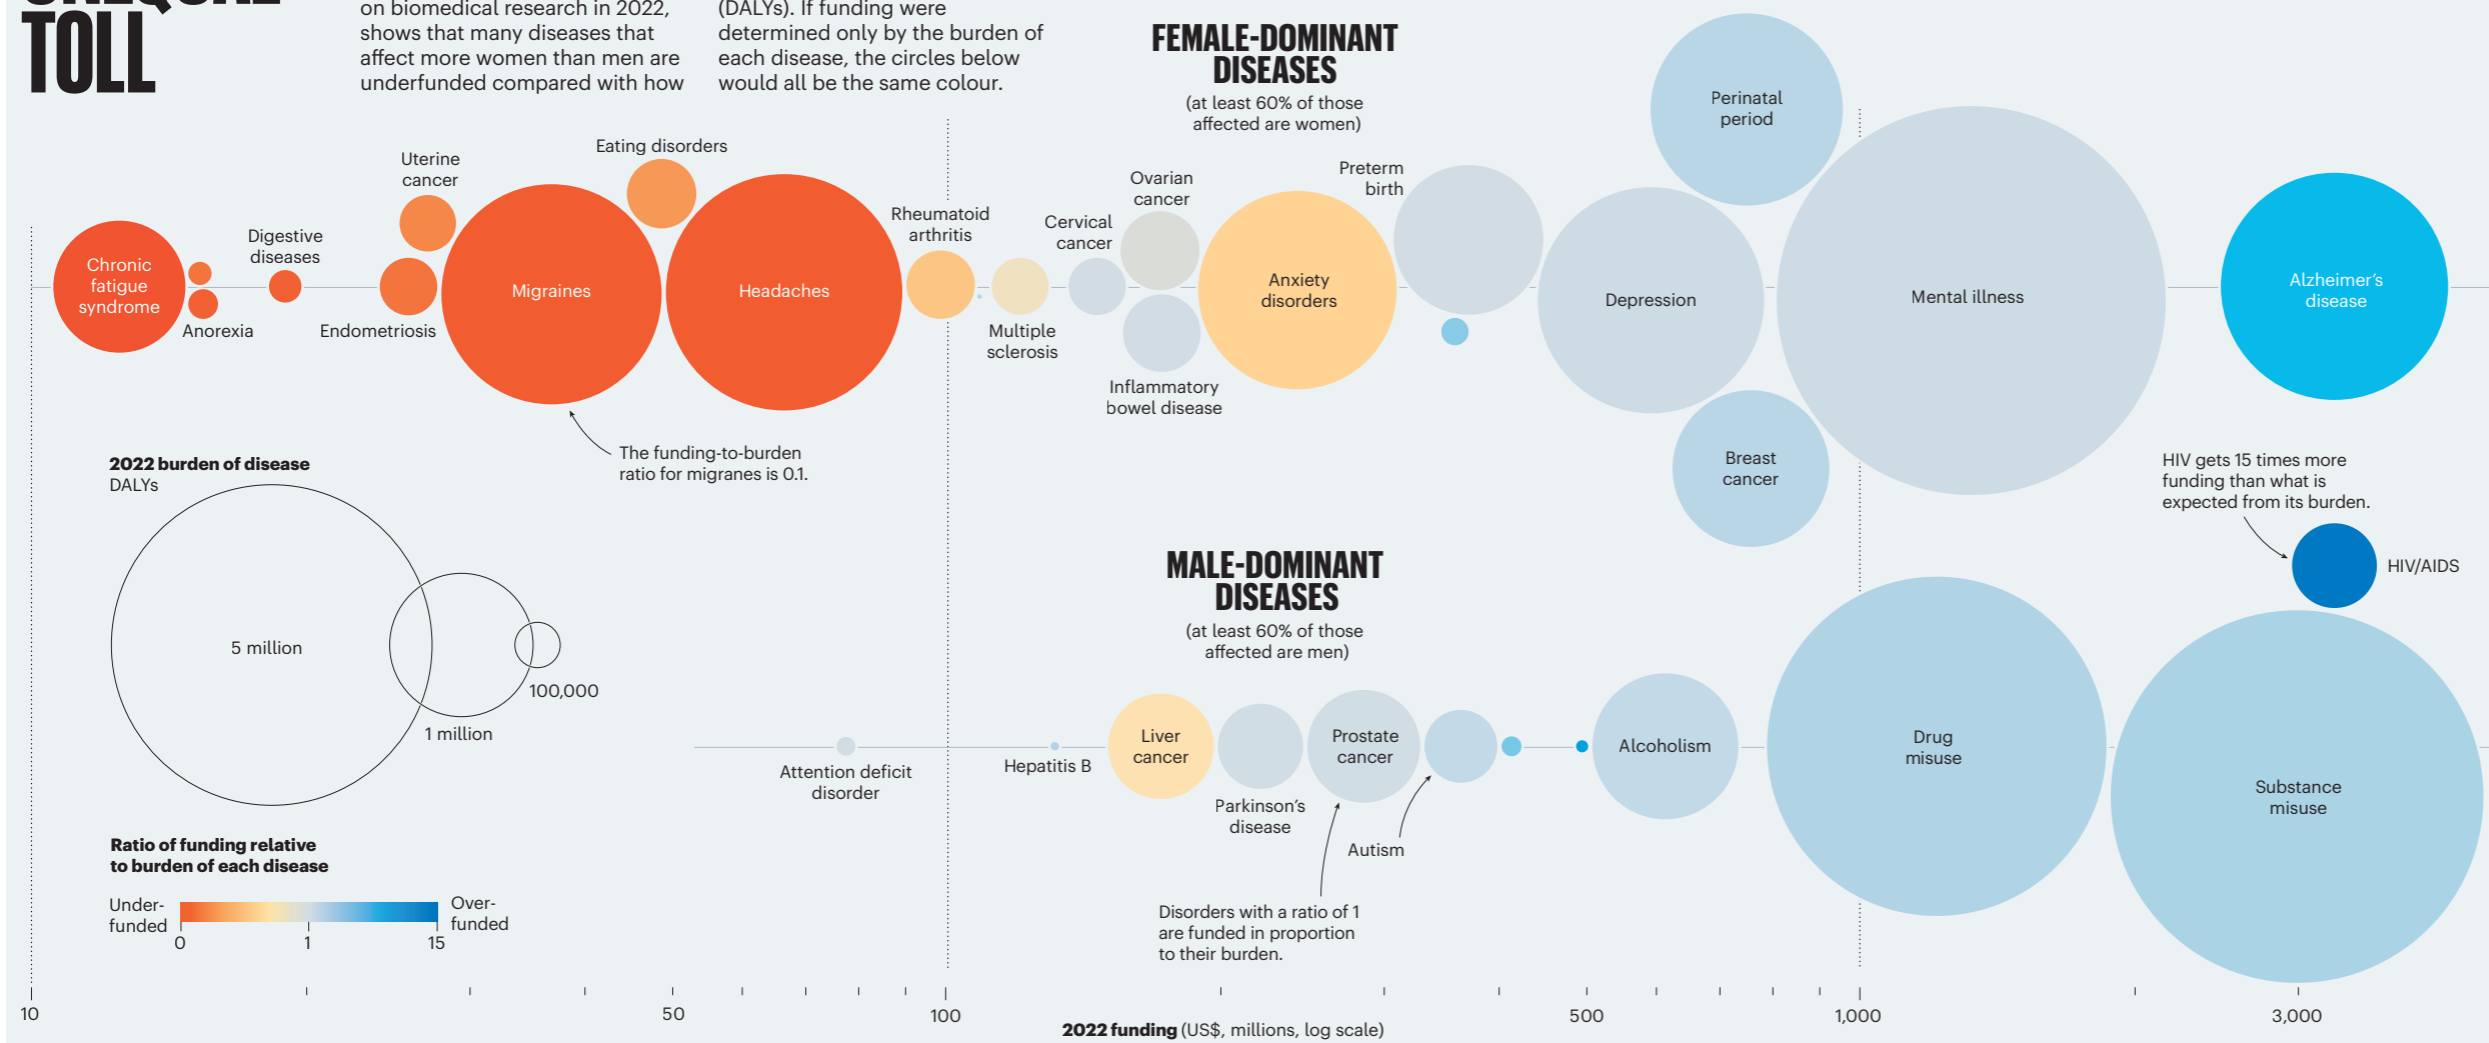 TOLL
on biomedical research in 2022,
shows that many diseases that
affect more women than men are
underfunded compared with how
(DALYs). If funding were
determined only by the burden of
each disease, the circles below
would all be the same colour.
FEMALE-DOMINANT
DISEASES
(at least 60% of those
affected are women)
Chronic
fatigue
syndrome
Anorexia
Digestive
diseases
Uterine
cancer
Endometriosis
Migraines
Eating disorders
Headaches
Rheumatoid
arthritis
Multiple
sclerosis
Cervical
cancer
Ovarian
cancer
Inflammatory
bowel disease
Anxiety
disorders
Preterm
birth
Depression
Perinatal
period
Breast
cancer
Mental illness
Alzheimer's
disease
The funding-to-burden
ratio for migranes is 0.1.
HIV gets 15 times more
funding than what is
expected from its burden.
HIV/AIDS
2022 burden of disease
DALYs
5 million
1 million
100,000
MALE-DOMINANT
DISEASES
(at least 60% of those
affected are men)
Attention deficit
disorder
Hepatitis B
Liver
cancer
Parkinson's
disease
Prostate
cancer
Autism
Alcoholism
Drug
misuse
Substance
misuse
Disorders with a ratio of 1
are funded in proportion
to their burden.
Ratio of funding relative
to burden of each disease
Under-
funded
Over-
funded
0
1
15
10
50
100
500
1,000
3,000
2022 funding (US$, millions, log scale)